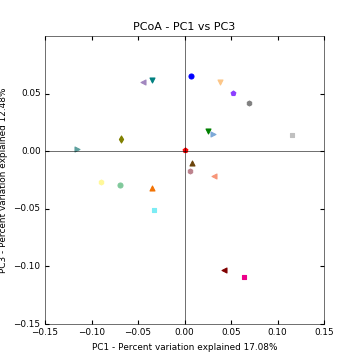 PCoA - PC1 vs PC3
PC3 - Percent variation explained 12.48%
0.05
0.00
−0.05
−0.10
−0.15
−0.15 −0.10 −0.05 0.00 0.05 0.10 0.15
PC1 - Percent variation explained 17.08%